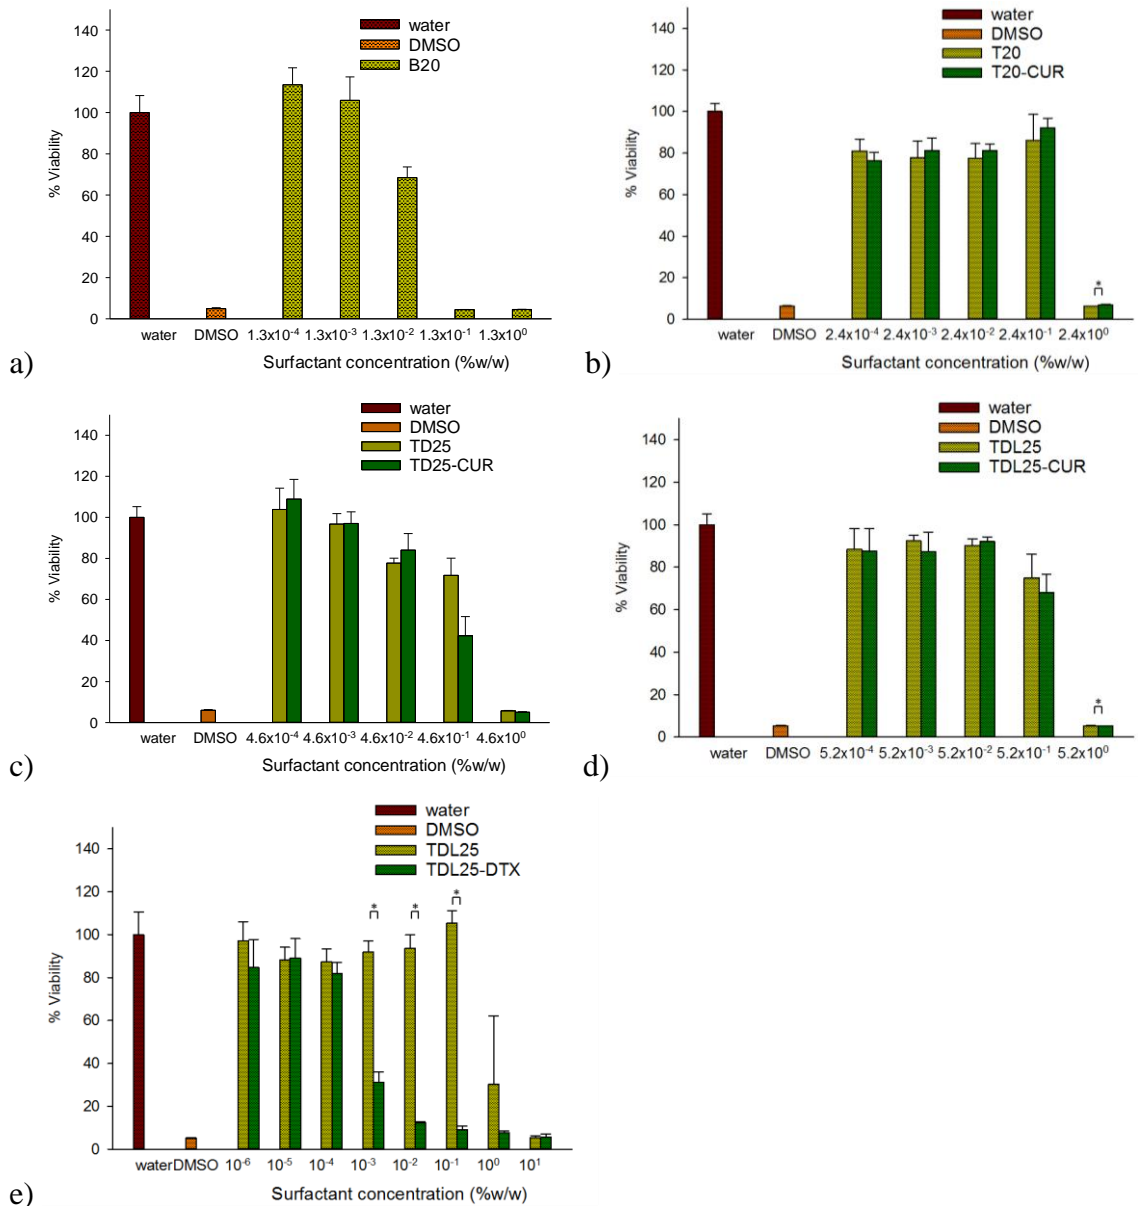 water
DMSO
B20
140
120
100
80
60
40
20
0
% Viability
water DMSO 1.3x10⁻⁴ 1.3x10⁻³ 1.3x10⁻² 1.3x10⁻¹ 1.3x10⁰
Surfactant concentration (%w/w)
a)
water
DMSO
T20
T20-CUR
140
120
100
80
60
40
20
0
% Viability
*
water DMSO 2.4x10⁻⁴ 2.4x10⁻³ 2.4x10⁻² 2.4x10⁻¹ 2.4x10⁰
Surfactant concentration (%w/w)
b)
water
DMSO
TD25
TD25-CUR
140
120
100
80
60
40
20
0
% Viability
water DMSO 4.6x10⁻⁴ 4.6x10⁻³ 4.6x10⁻² 4.6x10⁻¹ 4.6x10⁰
Surfactant concentration (%w/w)
c)
water
DMSO
TDL25
TDL25-CUR
140
120
100
80
60
40
20
0
% Viability
*
water DMSO 5.2x10⁻⁴ 5.2x10⁻³ 5.2x10⁻² 5.2x10⁻¹ 5.2x10⁰
Surfactant concentration (%w/w)
d)
water
DMSO
TDL25
TDL25-DTX
140
120
100
80
60
40
20
0
% Viability
* * *
water DMSO 10⁻⁶ 10⁻⁵ 10⁻⁴ 10⁻³ 10⁻² 10⁻¹ 10⁰ 10¹
Surfactant concentration (%w/w)
e)